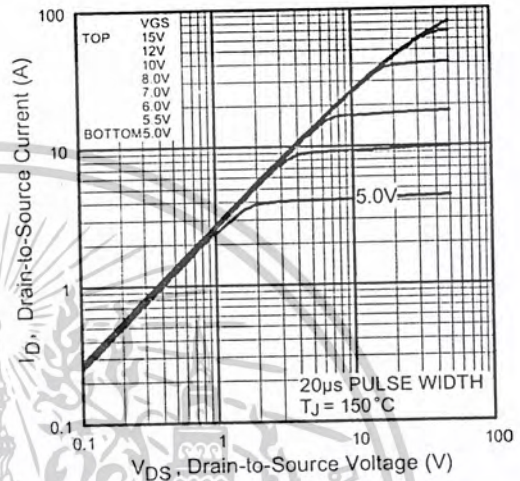 VGS
TOP 15V
12V
10V
8.0V
7.0V
6.0V
5.5V
BOTTOM 5.0V
5.0V
20µs PULSE WIDTH
TJ = 150°C
100
10
1
0.1
0.1
1
10
100
ID, Drain-to-Source Current (A)
VDS, Drain-to-Source Voltage (V)